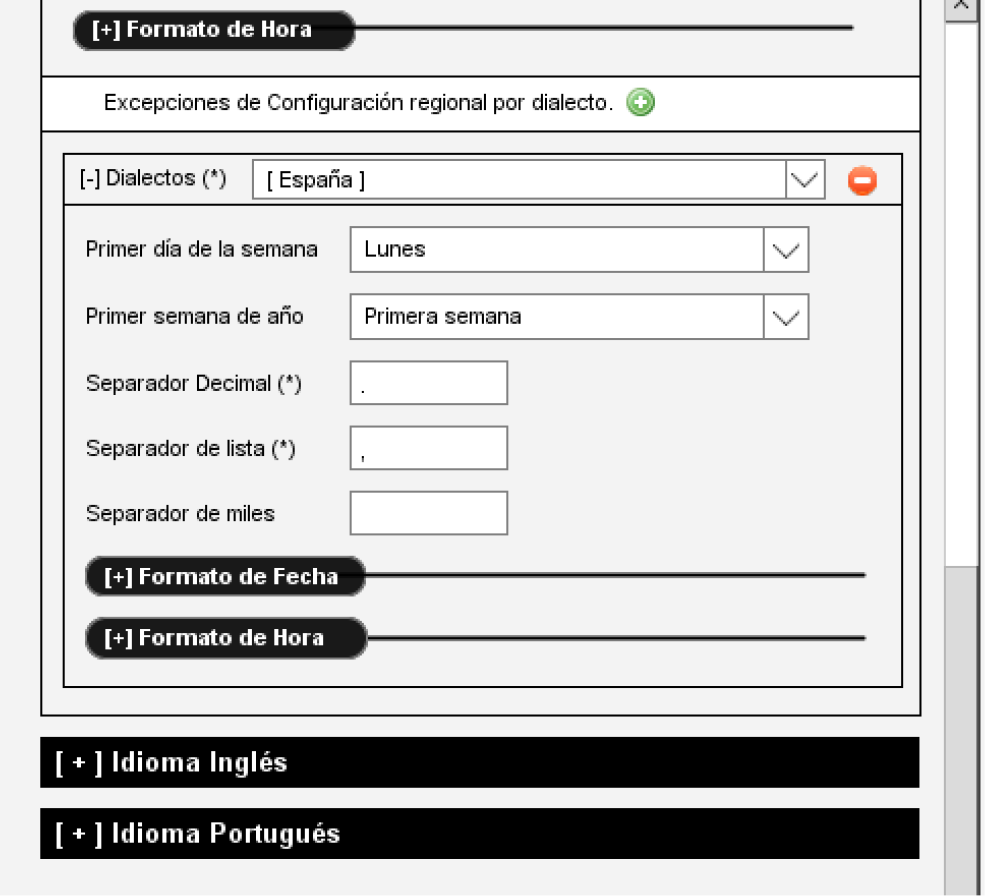 [+] Formato de Hora
Excepciones de Configuración regional por dialecto.
[-] Dialectos (*) [ España ]
Primer día de la semana Lunes
Primer semana de año Primera semana
Separador Decimal (*) .
Separador de lista (*) ,
Separador de miles
[+] Formato de Fecha
[+] Formato de Hora
[ + ] Idioma Inglés
[ + ] Idioma Portugués